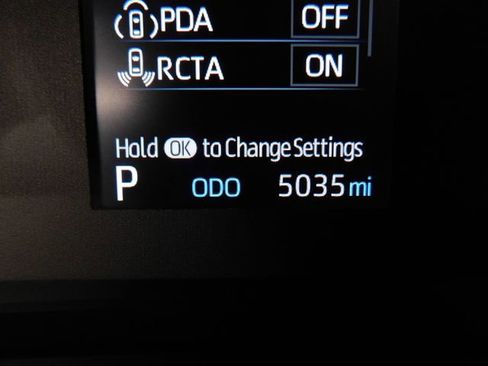 PDA OFF
RCTA ON
Hold OK to Change Settings
P ODO 5035 mi